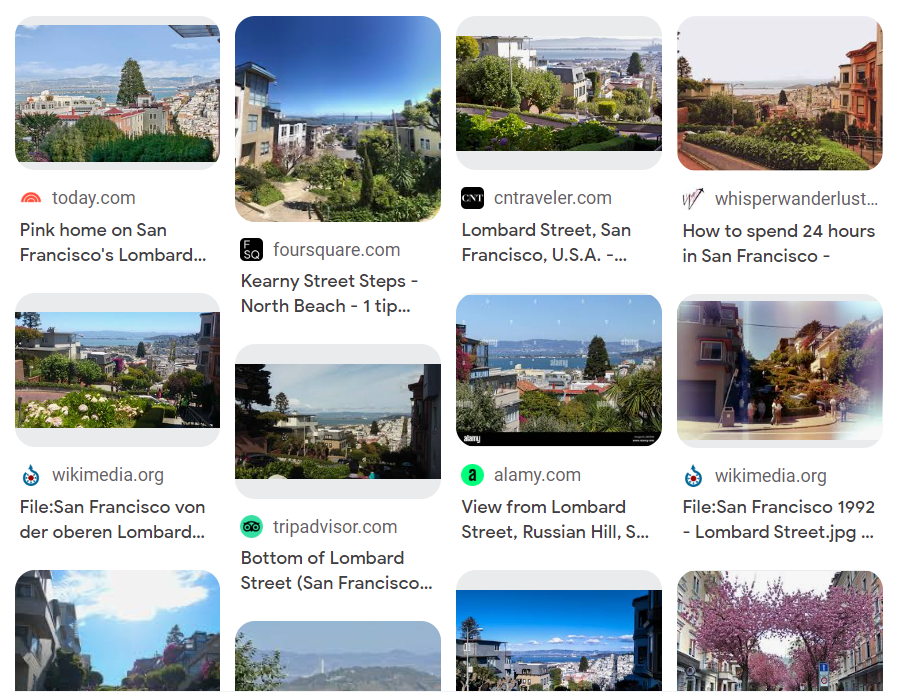 today.com
Pink home on San
Francisco's Lombard...
foursquare.com
Kearny Street Steps -
North Beach - 1 tip...
CNT
cntraveler.com
Lombard Street, San
Francisco, U.S.A. -...
whisperwanderlust...
How to spend 24 hours
in San Francisco -
wikimedia.org
File:San Francisco von
der oberen Lombard...
tripadvisor.com
Bottom of Lombard
Street (San Francisco...
alamy
alamy
alamy
a
alamy.com
View from Lombard
Street, Russian Hill, S...
wikimedia.org
File:San Francisco 1992
- Lombard Street.jpg ...
F
SQ